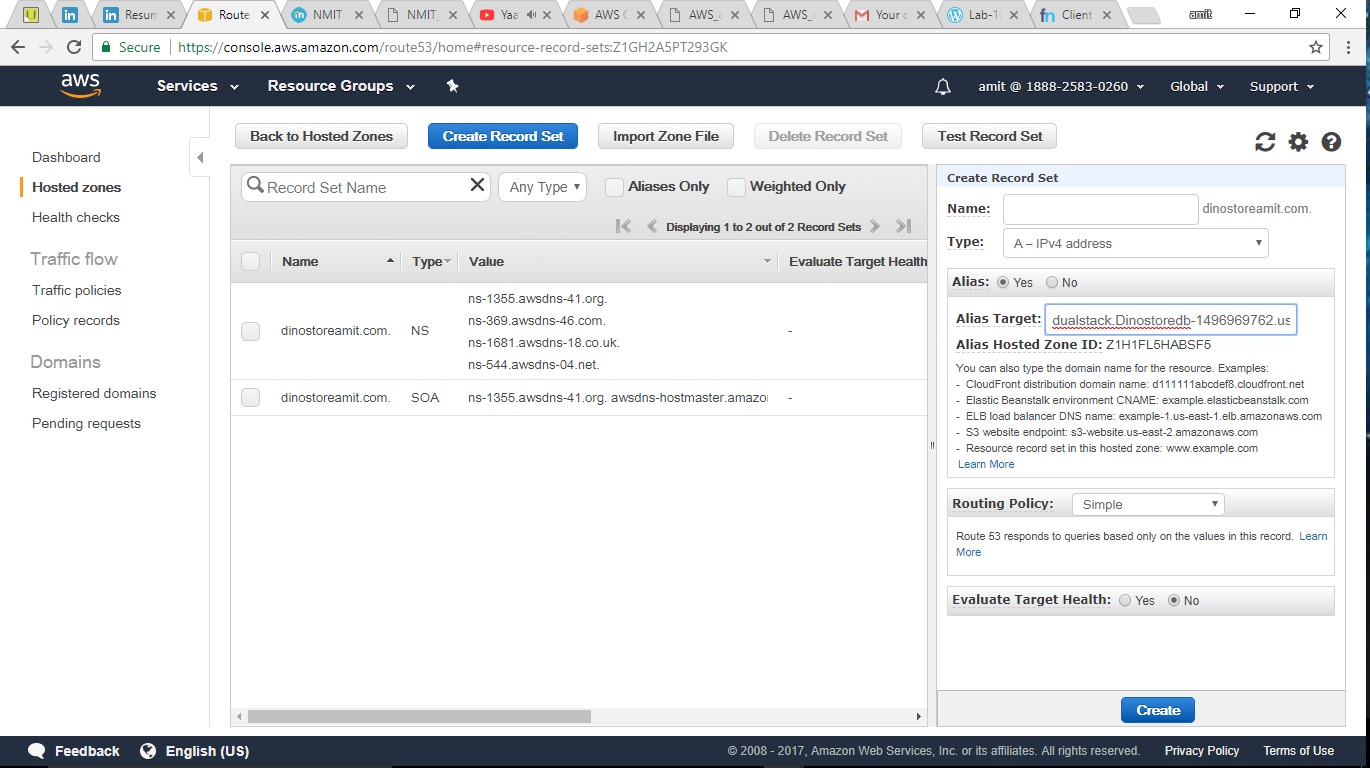 Resum
Route
NMIT
NMIT_
Yaa
AWS C
AWS_
AWS_
Your
Lab-
Client
amit
Secure
https://console.aws.amazon.com/route53/home#resource-record-sets:Z1GH2A5PT293GK
aws
Services
Resource Groups
amit @ 1888-2583-0260
Global
Support
Dashboard
Hosted zones
Health checks
Traffic flow
Traffic policies
Policy records
Domains
Registered domains
Pending requests
Back to Hosted Zones
Create Record Set
Import Zone File
Delete Record Set
Test Record Set
Record Set Name
Any Type
Aliases Only
Weighted Only
Displaying 1 to 2 out of 2 Record Sets
Name Type Value Evaluate Target Health
dinostoreamit.com. NS ns-1355.awsdns-41.org. -
ns-369.awsdns-46.com.
ns-1681.awsdns-18.co.uk.
ns-544.awsdns-04.net.
dinostoreamit.com. SOA ns-1355.awsdns-41.org. awsdns-hostmaster.amazo -
Create Record Set
Name: dinostoreamit.com.
Type: A – IPv4 address
Alias: Yes No
Alias Target: dualstack.Dinostoredb-1496969762.us
Alias Hosted Zone ID: Z1H1FL5HABSF5
You can also type the domain name for the resource. Examples:
- CloudFront distribution domain name: d111111abcdef8.cloudfront.net
- Elastic Beanstalk environment CNAME: example.elasticbeanstalk.com
- ELB load balancer DNS name: example-1.us-east-1.elb.amazonaws.com
- S3 website endpoint: s3-website.us-east-2.amazonaws.com
- Resource record set in this hosted zone: www.example.com
Learn More
Routing Policy: Simple
Route 53 responds to queries based only on the values in this record. Learn
More
Evaluate Target Health: Yes No
Create
Feedback
English (US)
© 2008 - 2017, Amazon Web Services, Inc. or its affiliates. All rights reserved.
Privacy Policy
Terms of Use